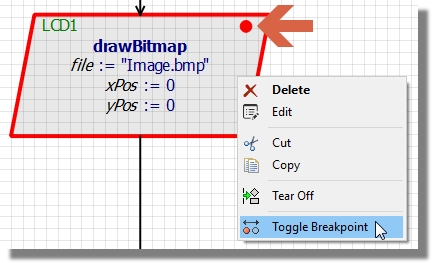 LCD1
drawBitmap
file := "Image.bmp"
xPos := 0
yPos := 0
Delete
Edit
Cut
Copy
Tear Off
Toggle Breakpoint